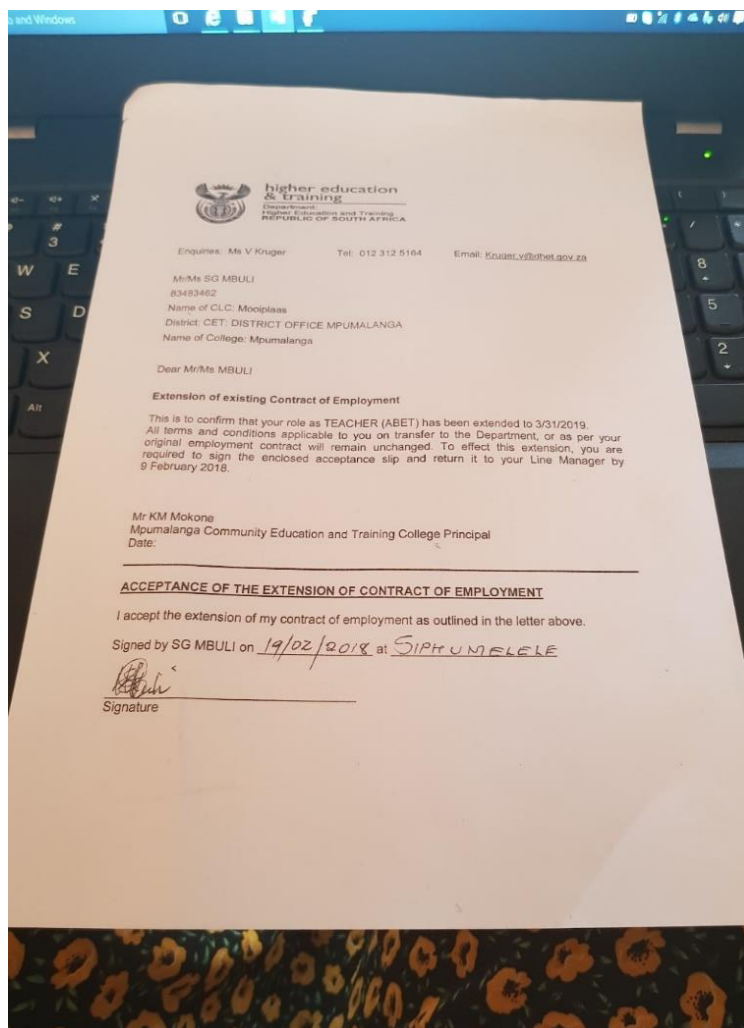 and Windows
higher education
& training
Department:
Higher Education and Training
REPUBLIC OF SOUTH AFRICA
Enquiries: Ms V Kruger Tel: 012 312 5164 Email: Kruger.v@dhet.gov.za
Mr/Ms SG MBULI
83483462
Name of CLC: Mooiplaas
District: CET: DISTRICT OFFICE MPUMALANGA
Name of College: Mpumalanga
Dear Mr/Ms MBULI
Extension of existing Contract of Employment
This is to confirm that your role as TEACHER (ABET) has been extended to 3/31/2019.
All terms and conditions applicable to you on transfer to the Department, or as per your
original employment contract will remain unchanged. To effect this extension, you are
required to sign the enclosed acceptance slip and return it to your Line Manager by
9 February 2018.
Mr KM Mokone
Mpumalanga Community Education and Training College Principal
Date:
ACCEPTANCE OF THE EXTENSION OF CONTRACT OF EMPLOYMENT
I accept the extension of my contract of employment as outlined in the letter above.
Signed by SG MBULI on 19/02/2018 at SIPHUMELELE
Signature
#
3
W E
S D
X
Alt
8
5
2